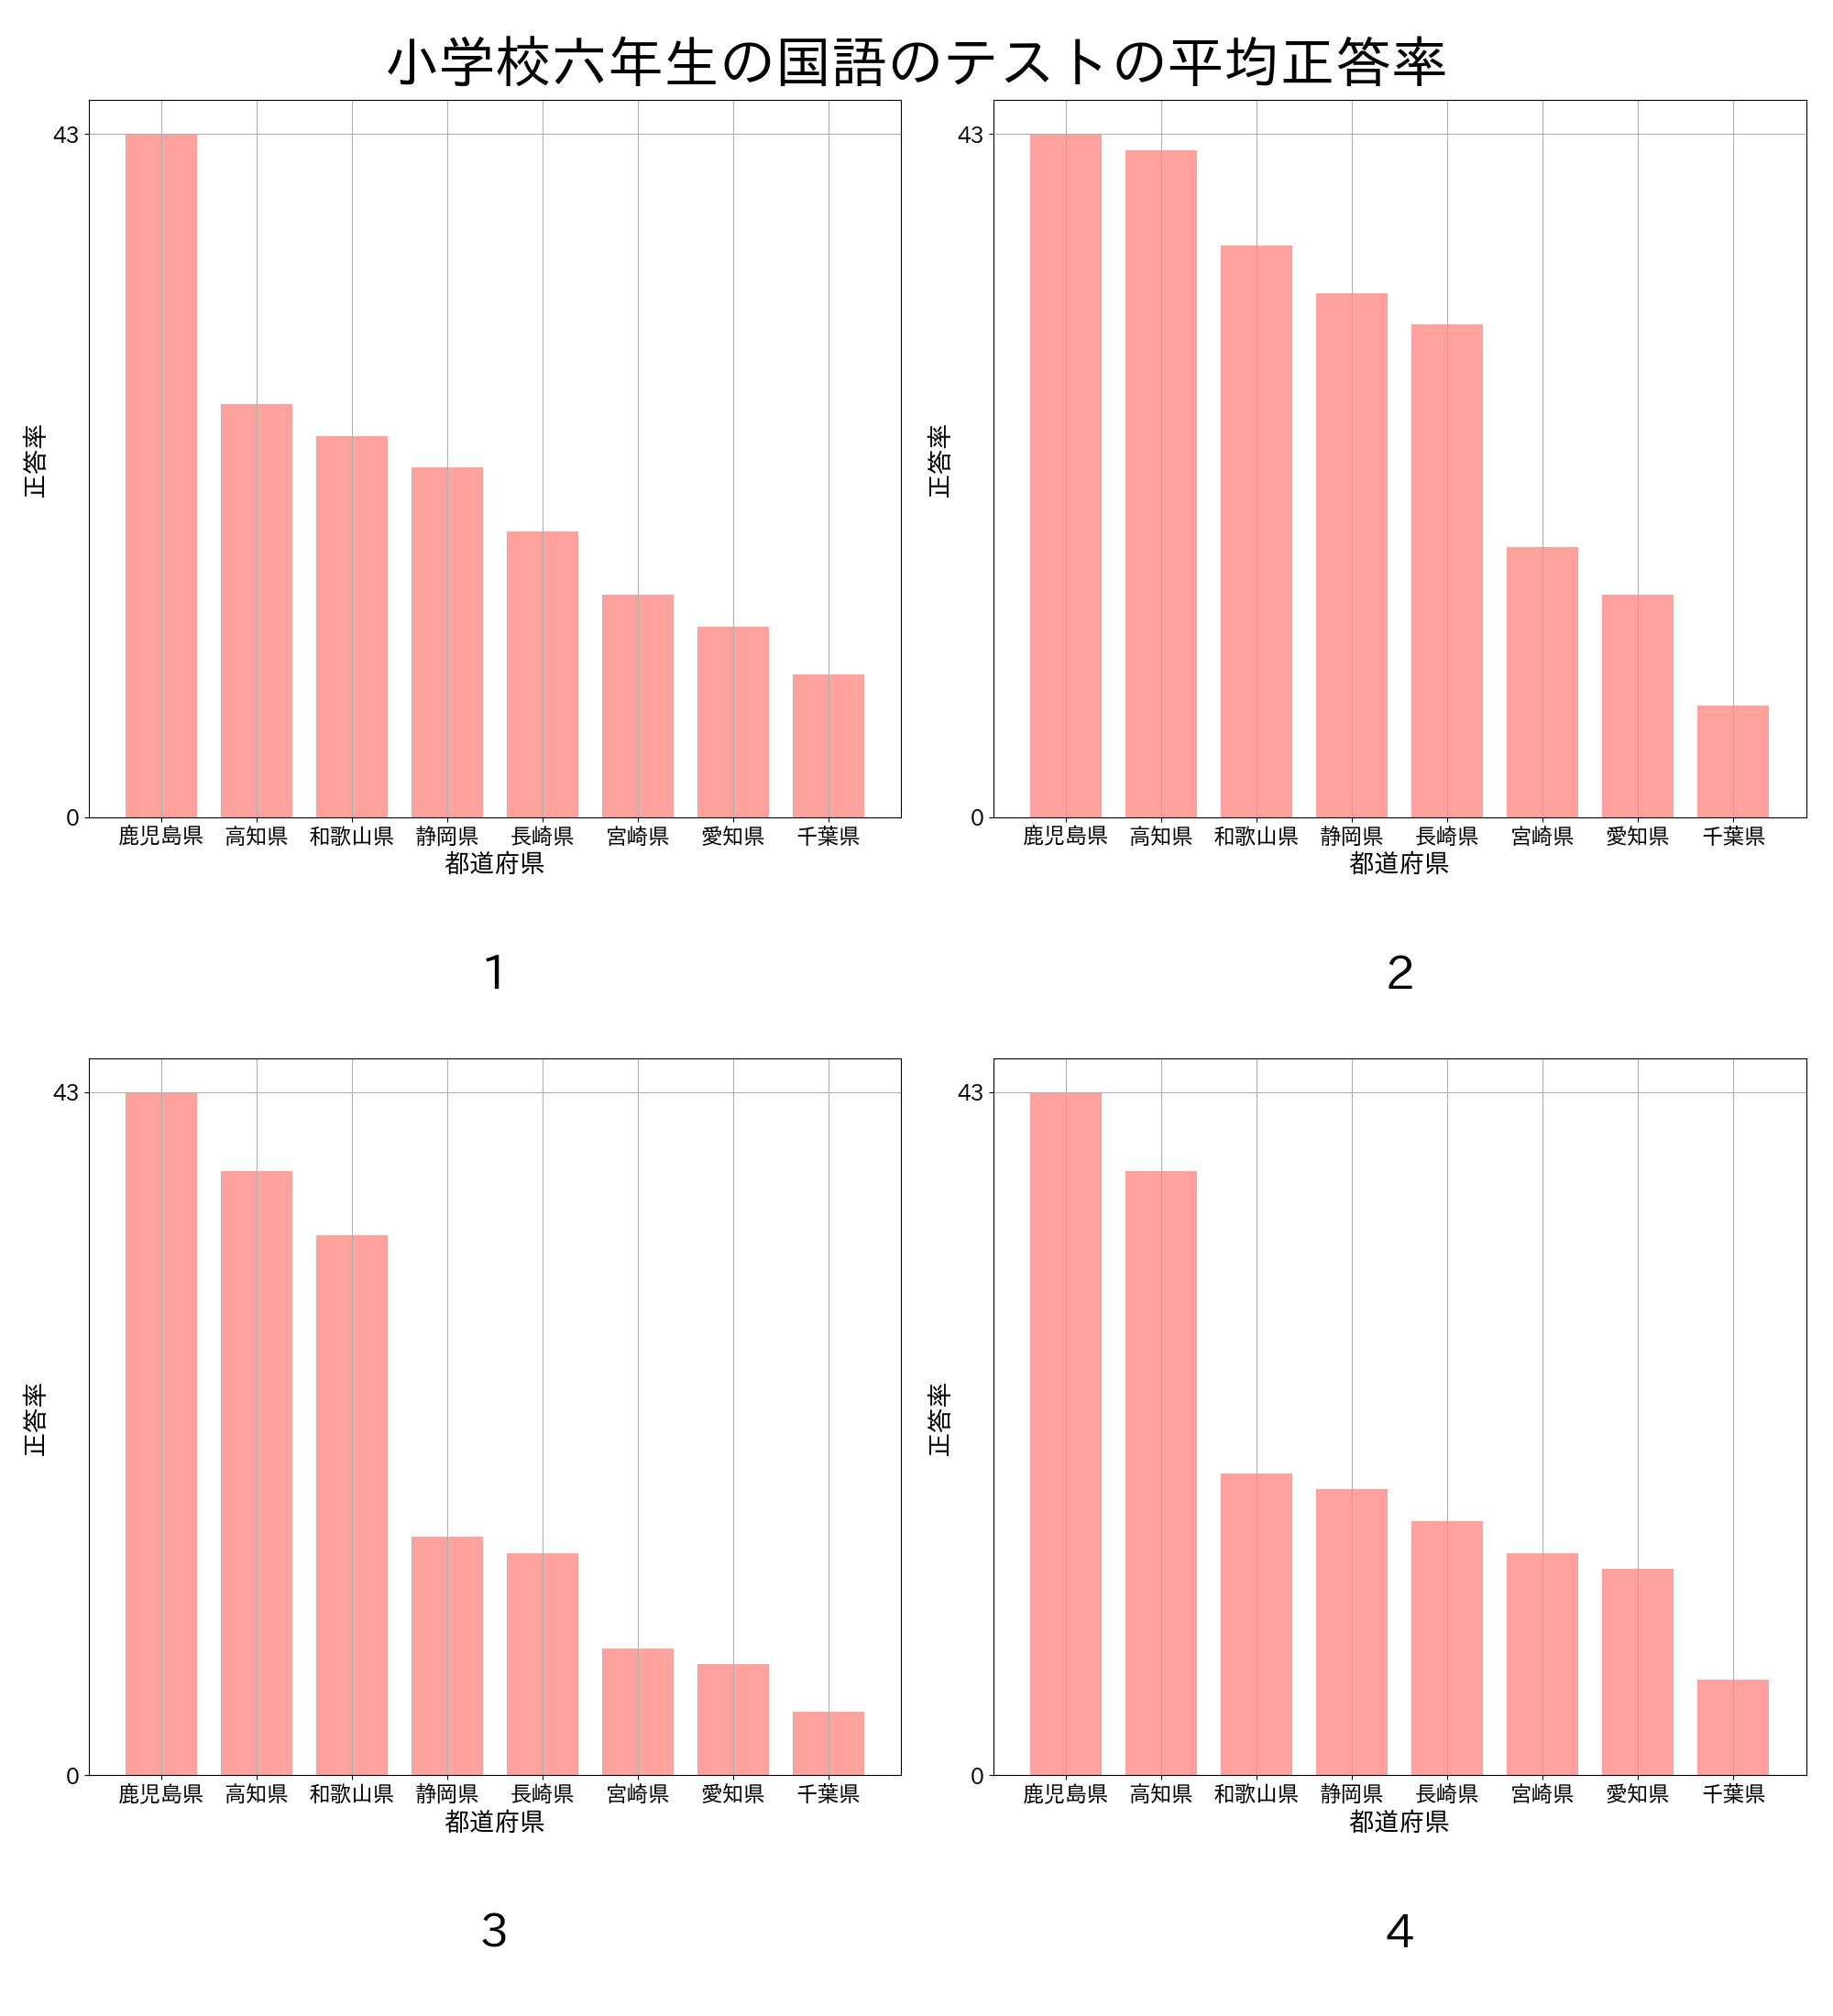 小学校六年生の国語のテストの平均正答率
43
0
正答率
鹿児島県 高知県 和歌山県 静岡県 長崎県 宮崎県 愛知県 千葉県
都道府県
1
43
0
正答率
鹿児島県 高知県 和歌山県 静岡県 長崎県 宮崎県 愛知県 千葉県
都道府県
2
43
0
正答率
鹿児島県 高知県 和歌山県 静岡県 長崎県 宮崎県 愛知県 千葉県
都道府県
3
43
0
正答率
鹿児島県 高知県 和歌山県 静岡県 長崎県 宮崎県 愛知県 千葉県
都道府県
4